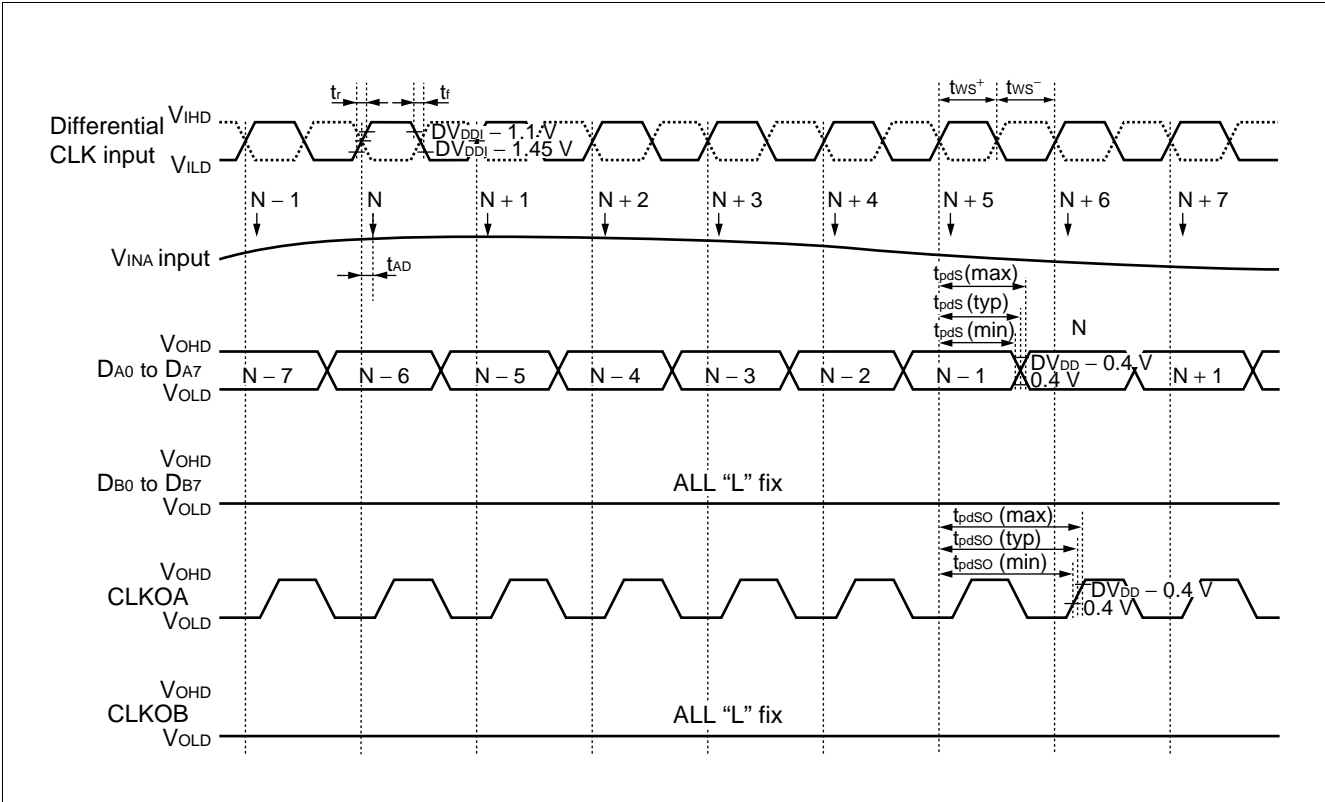 tr tf tWS+ tWS−
Differential CLK input
VIHD
VILD
DVDDI − 1.1 V
DVDDI − 1.45 V
N − 1 N N + 1 N + 2 N + 3 N + 4 N + 5 N + 6 N + 7
VINA input
tAD
tpdS (max)
tpdS (typ)
tpdS (min)
N
VOHD
DA0 to DA7
VOLD
N − 7 N − 6 N − 5 N − 4 N − 3 N − 2 N − 1 N + 1
DVDD − 0.4 V
0.4 V
VOHD
DB0 to DB7
VOLD
ALL “L” fix
tpdSO (max)
tpdSO (typ)
tpdSO (min)
VOHD
CLKOA
VOLD
DVDD − 0.4 V
0.4 V
VOHD
CLKOB
VOLD
ALL “L” fix